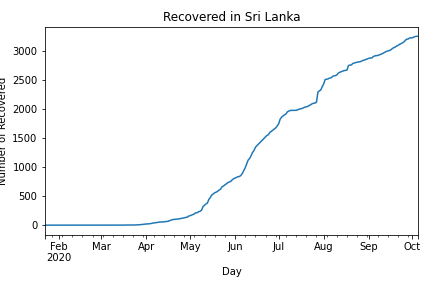 Recovered in Sri Lanka
Number of Recovered
3000
2500
2000
1500
1000
500
0
Feb Mar Apr May Jun Jul Aug Sep Oct
2020
Day